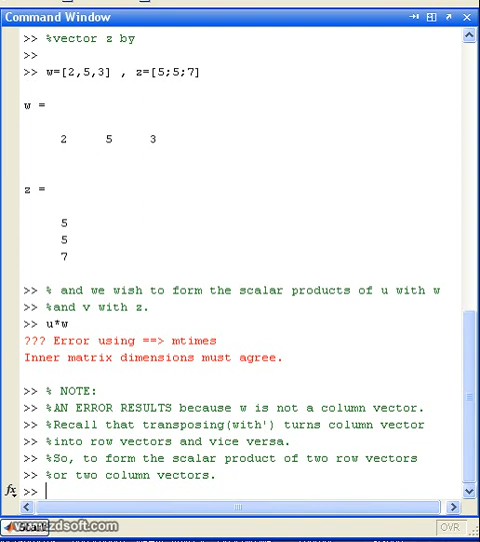 Command Window
>> %vector z by
>>
>> w=[2,5,3] , z=[5;5;7]
w =
2 5 3
z =
5
5
7
>> % and we wish to form the scalar products of u with w
>> %and v with z.
>> u*w
??? Error using ==> mtimes
Inner matrix dimensions must agree.
>> % NOTE:
>> %AN ERROR RESULTS because w is not a column vector.
>> %Recall that transposing(with') turns column vector
>> %into row vectors and vice versa.
>> %So, to form the scalar product of two row vectors
>> %or two column vectors.
fx >>
OVR